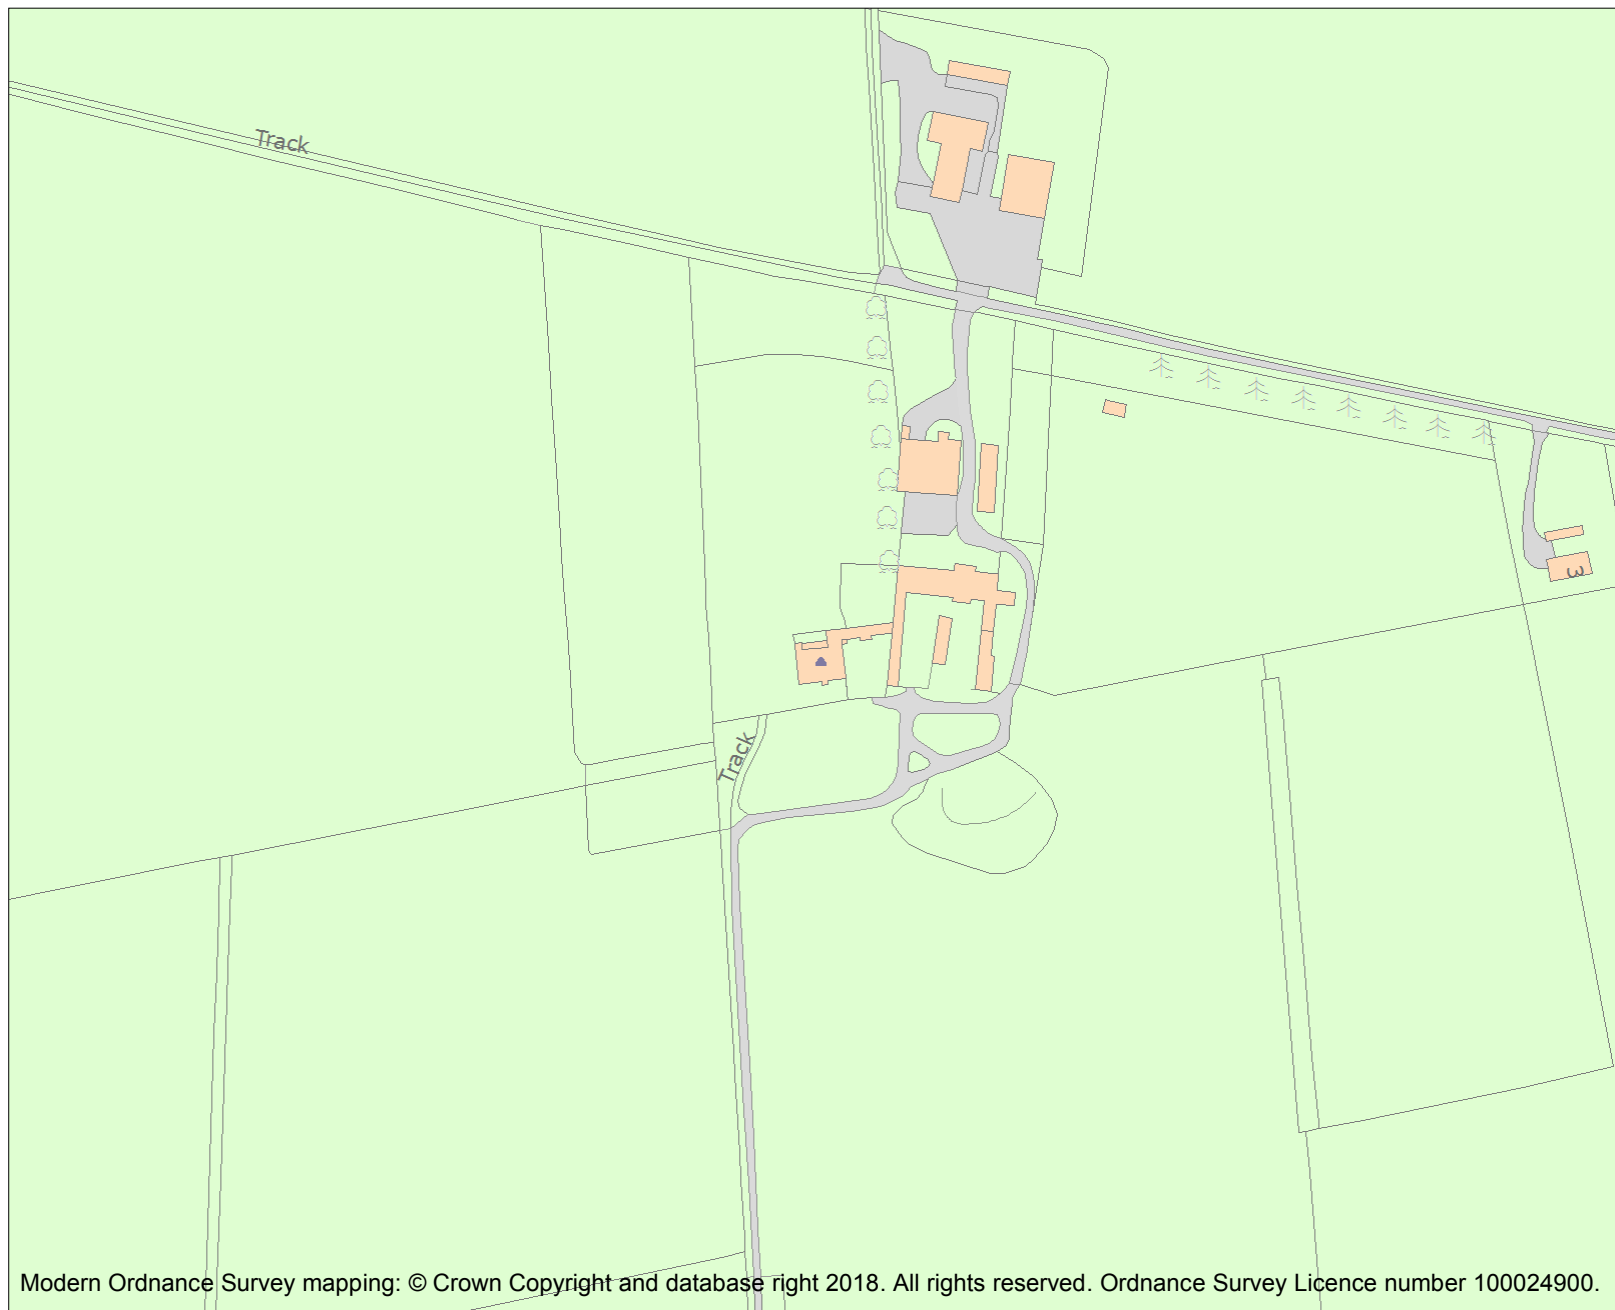 Track
3
Track
Modern Ordnance Survey mapping: © Crown Copyright and database right 2018. All rights reserved. Ordnance Survey Licence number 100024900.